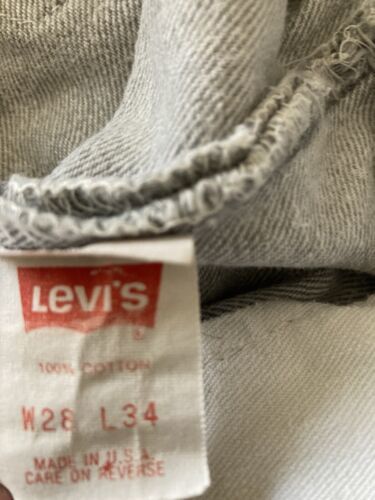 LEVI'S
®
100% COTTON
W28 L34
MADE IN U.S.A.
CARE ON REVERSE